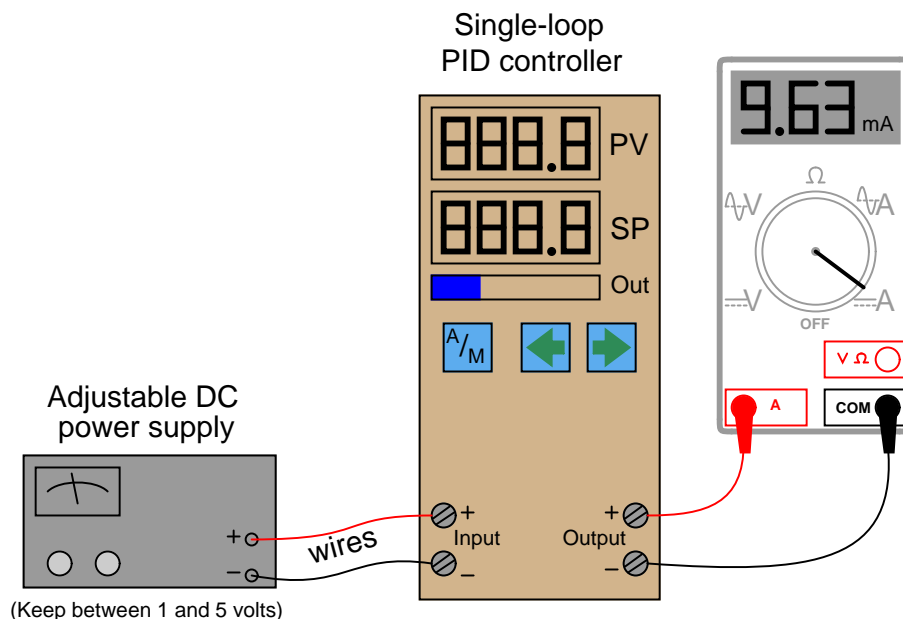 Single-loop
PID controller
888.8
PV
888.8
SP
Out
A/M
9.63 mA
Ω
V
A
V
A
OFF
V Ω
A
COM
Adjustable DC
power supply
+
−
(Keep between 1 and 5 volts)
wires
+
Input
−
+
Output
−